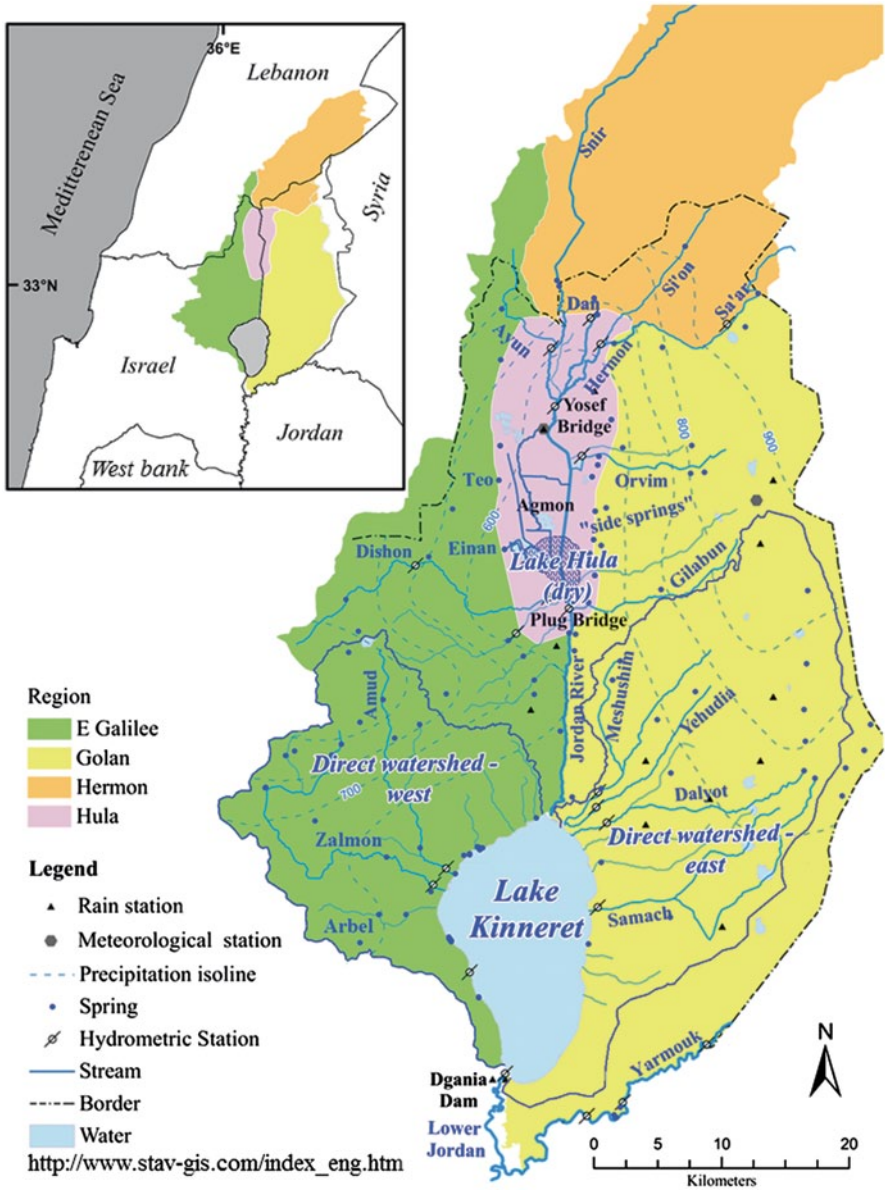 36°E
Lebanon
Meditterenean Sea
Syria
33°N
Israel
Jordan
West bank
Snir
Si'on
Sa'ar
Dan
Ayun
Hermon
Yosef
Bridge
800
900
Orvim
Teo
600
Agmon
"side springs"
Dishon
Einan
Lake Hula
(dry)
Gilabun
Plug Bridge
Jordan River
Meshushim
Yehudia
Amud
Direct watershed -
west
700
Dalyot
Direct watershed -
east
Zalmon
Lake
Kinneret
Samach
Arbel
Yarmouk
Dgania
Dam
Lower
Jordan
Region
E Galilee
Golan
Hermon
Hula
Legend
Rain station
Meteorological station
Precipitation isoline
Spring
Hydrometric Station
Stream
Border
Water
http://www.stav-gis.com/index_eng.htm
N
0 5 10 20
Kilometers